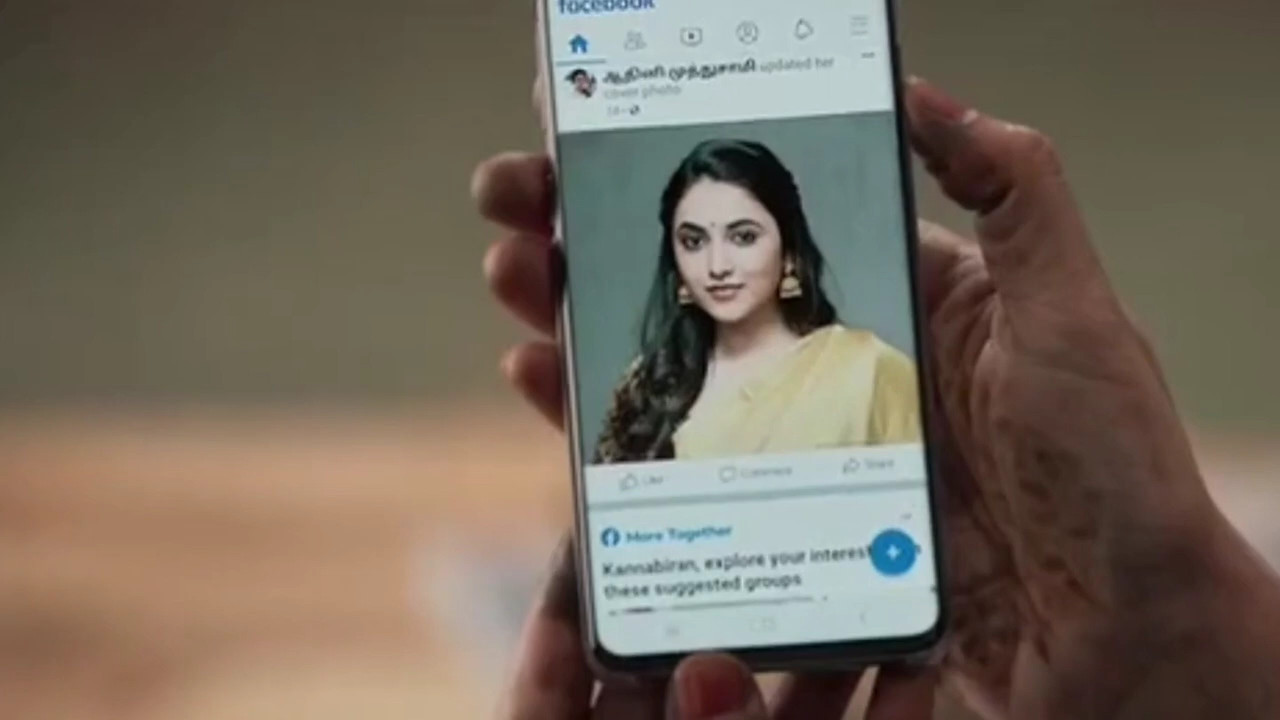 facebook
ஆதினி முத்துசாமி updated her
cover photo
Like Comment Share
More Together
Kannabiran, explore your interest
these suggested groups